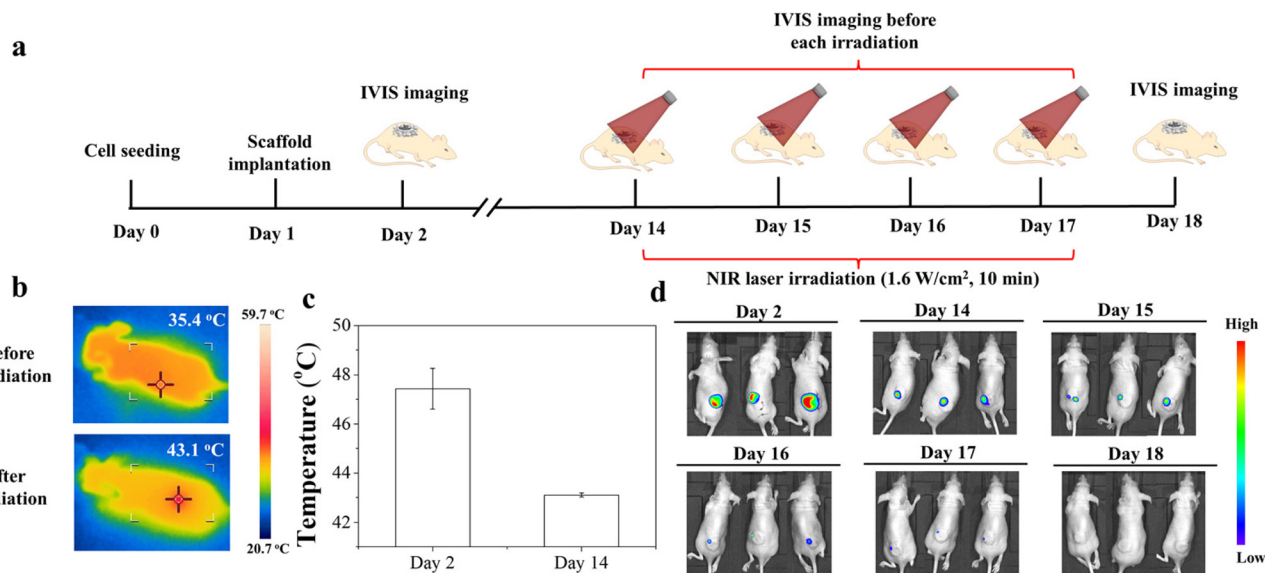 a
IVIS imaging before
each irradiation
IVIS imaging
IVIS imaging
Cell seeding
Scaffold
implantation
Day 0
Day 1
Day 2
Day 14
Day 15
Day 16
Day 17
Day 18
NIR laser irradiation (1.6 W/cm², 10 min)
b
35.4 °C
59.7 °C
43.1 °C
20.7 °C
c
Temperature (°C)
50
48
46
44
42
Day 2
Day 14
d
Day 2
Day 14
Day 15
High
Day 16
Day 17
Day 18
Low